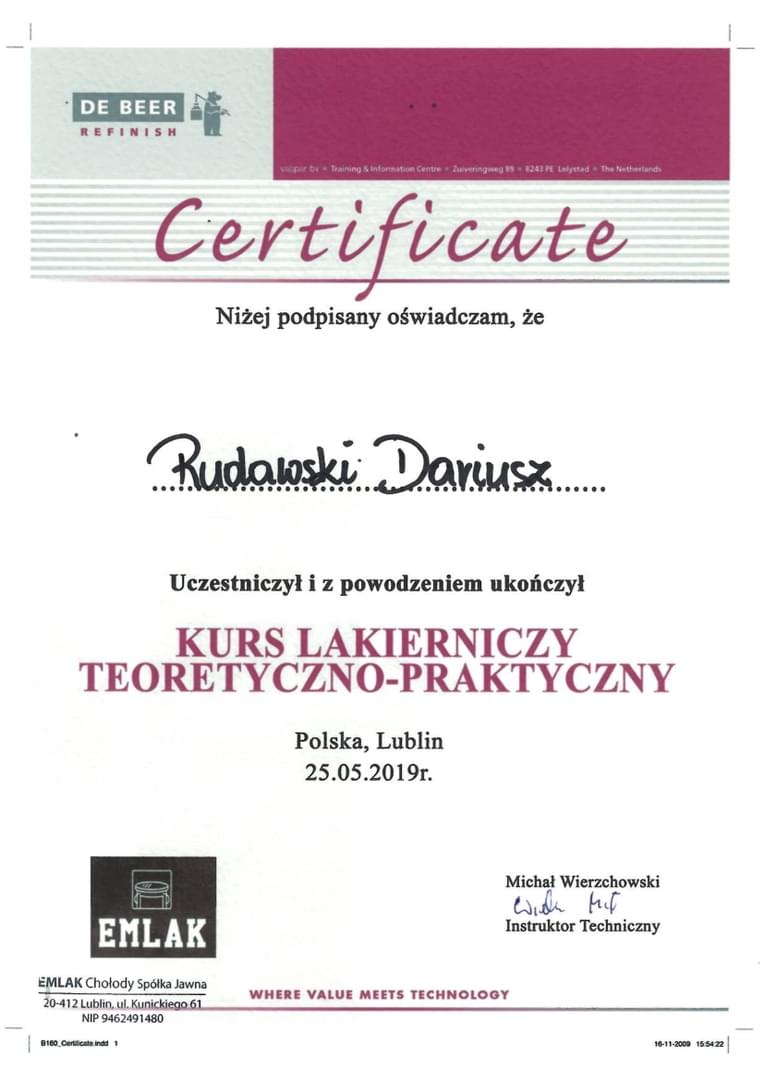 DE BEER
REFINISH
valspar bv • Training & Information Centre • Zuiveringweg 89 • 8243 PE Lelystad • The Netherlands
Certificate
Niżej podpisany oświadczam, że
Rudawski Dariusz
Uczestniczył i z powodzeniem ukończył
KURS LAKIERNICZY
TEORETYCZNO-PRAKTYCZNY
Polska, Lublin
25.05.2019r.
EMLAK
Michał Wierzchowski
Instruktor Techniczny
EMLAK Chołody Spółka Jawna
20-412 Lublin, ul. Kunickiego 61
NIP 9462491480
WHERE VALUE MEETS TECHNOLOGY
B160_Certificate.indd 1
16-11-2009 15:54:22